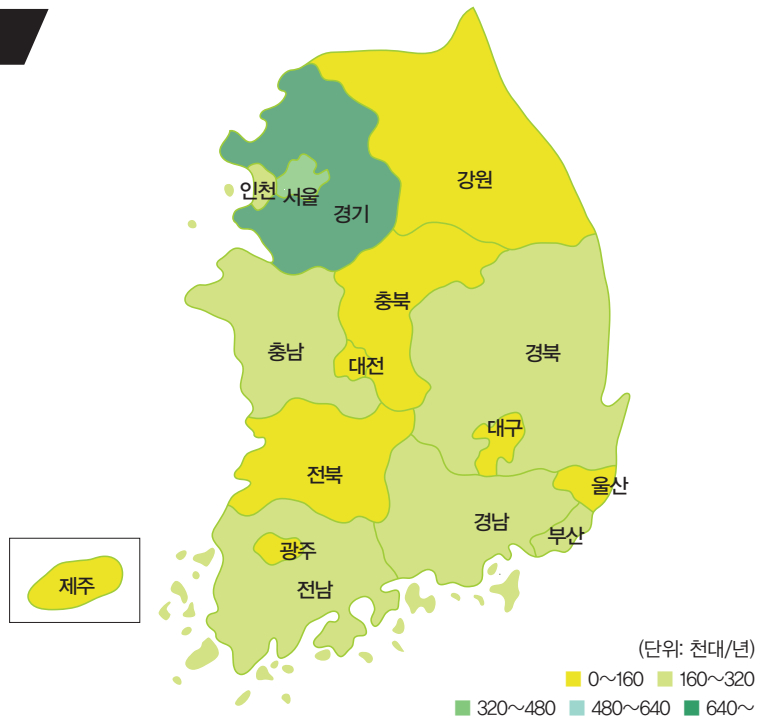 강원
인천
서울
경기
충북
충남
대전
경북
대구
전북
울산
경남
부산
광주
전남
제주
(단위: 천대/년)
0~160 160~320
320~480 480~640 640~